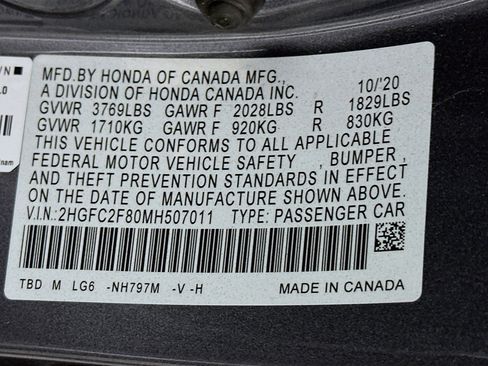 MFD.BY HONDA OF CANADA MFG.,
A DIVISION OF HONDA CANADA INC. 10/'20
GVWR 3769LBS GAWR F 2028LBS R 1829LBS
GVWR 1710KG GAWR F 920KG R 830KG
THIS VEHICLE CONFORMS TO ALL APPLICABLE
FEDERAL MOTOR VEHICLE SAFETY , BUMPER,
AND THEFT PREVENTION STANDARDS IN EFFECT
ON THE DATE OF MANUFACTURE SHOWN ABOVE.
V.I.N.:2HGFC2F80MH507011 TYPE: PASSENGER CAR
TBD M LG6 -NH797M -V -H MADE IN CANADA